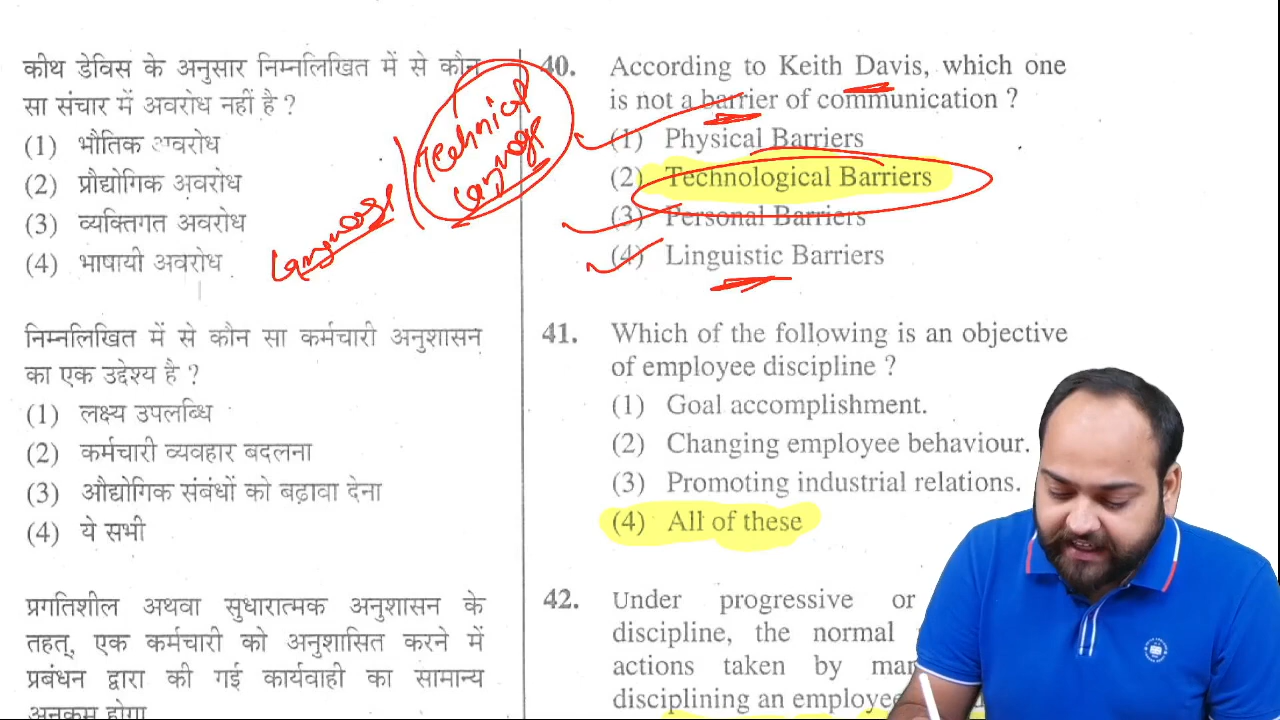 कीथ डेविस के अनुसार निम्नलिखित में से कौन
सा संचार में अवरोध नहीं है ?
(1) भौतिक अवरोध
(2) प्रौद्योगिक अवरोध
(3) व्यक्तिगत अवरोध
(4) भाषायी अवरोध
Language
Technical
Language
निम्नलिखित में से कौन सा कर्मचारी अनुशासन
का एक उद्देश्य है ?
(1) लक्ष्य उपलब्धि
(2) कर्मचारी व्यवहार बदलना
(3) औद्योगिक संबंधों को बढ़ावा देना
(4) ये सभी
प्रगतिशील अथवा सुधारात्मक अनुशासन के
तहत्, एक कर्मचारी को अनुशासित करने में
प्रबंधन द्वारा की गई कार्यवाही का सामान्य
अनुक्रम होगा
40. According to Keith Davis, which one
is not a barrier of communication ?
(1) Physical Barriers
(2) Technological Barriers
(3) Personal Barriers
(4) Linguistic Barriers
41. Which of the following is an objective
of employee discipline ?
(1) Goal accomplishment.
(2) Changing employee behaviour.
(3) Promoting industrial relations.
(4) All of these
42. Under progressive or
discipline, the normal
actions taken by
disciplining an employee